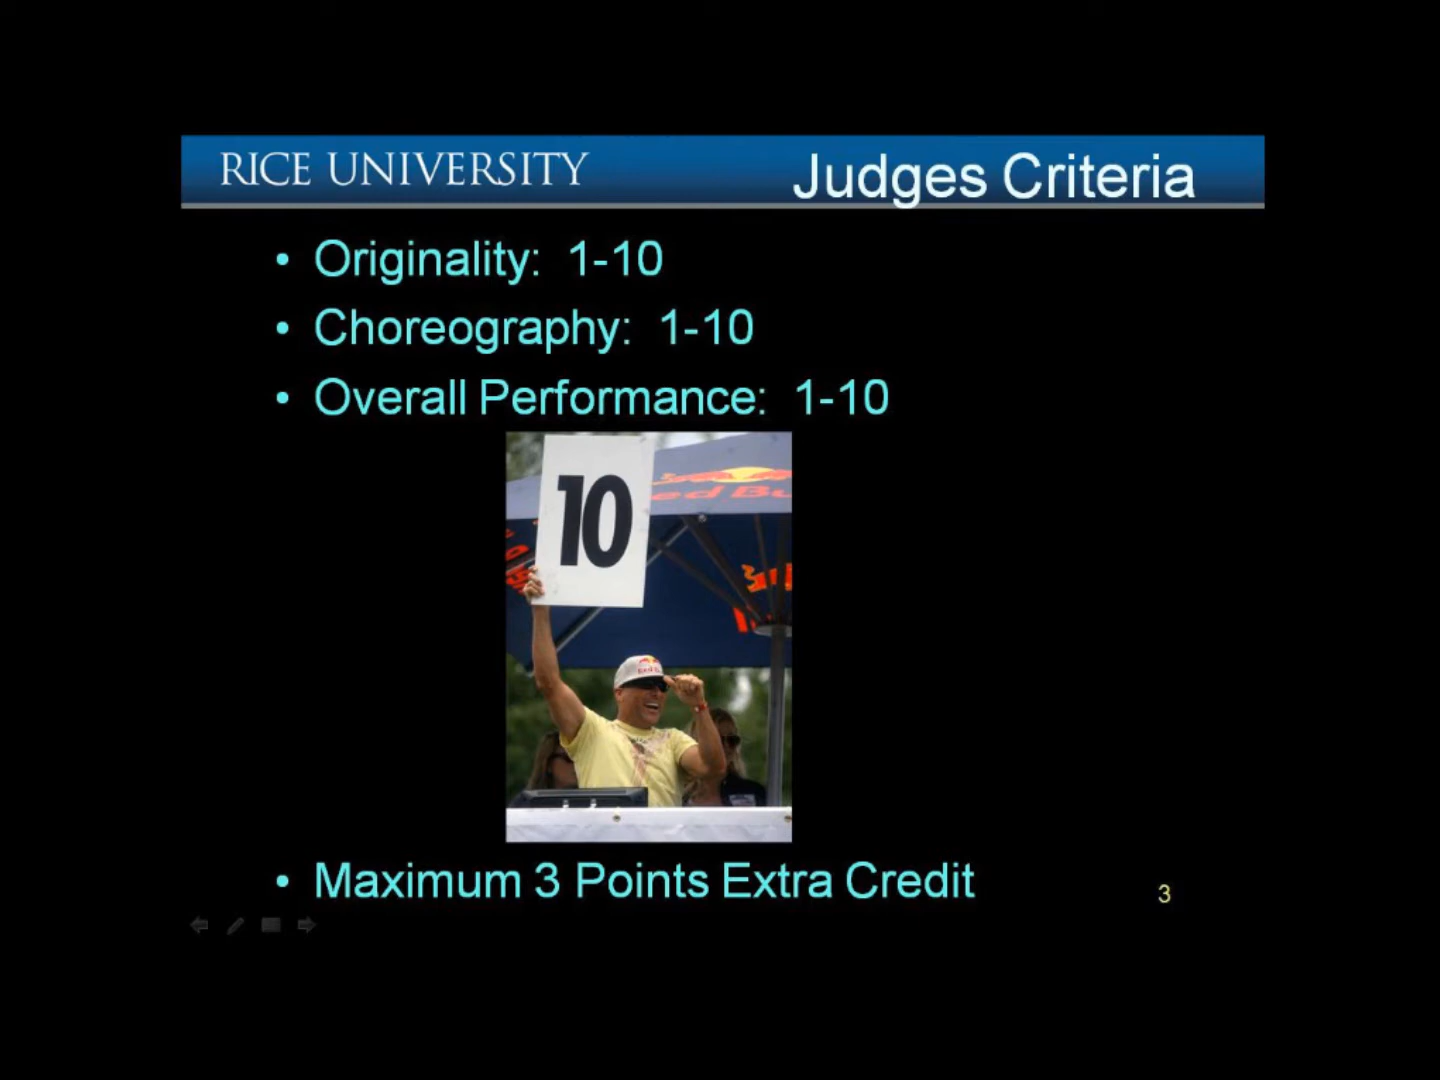 RICE UNIVERSITY
Judges Criteria
• Originality: 1-10
• Choreography: 1-10
• Overall Performance: 1-10
10
• Maximum 3 Points Extra Credit
3